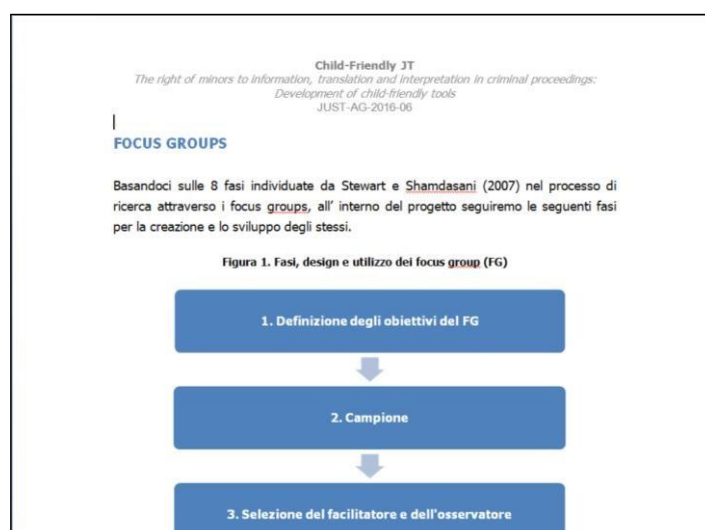 Child-Friendly JT
The right of minors to information, translation and interpretation in criminal proceedings:
Development of child-friendly tools
JUST-AG-2016-06
FOCUS GROUPS
Basandoci sulle 8 fasi individuate da Stewart e Shamdasani (2007) nel processo di
ricerca attraverso i focus groups, all' interno del progetto seguiremo le seguenti fasi
per la creazione e lo sviluppo degli stessi.
Figura 1. Fasi, design e utilizzo dei focus group (FG)
1. Definizione degli obiettivi del FG
2. Campione
3. Selezione del facilitatore e dell'osservatore